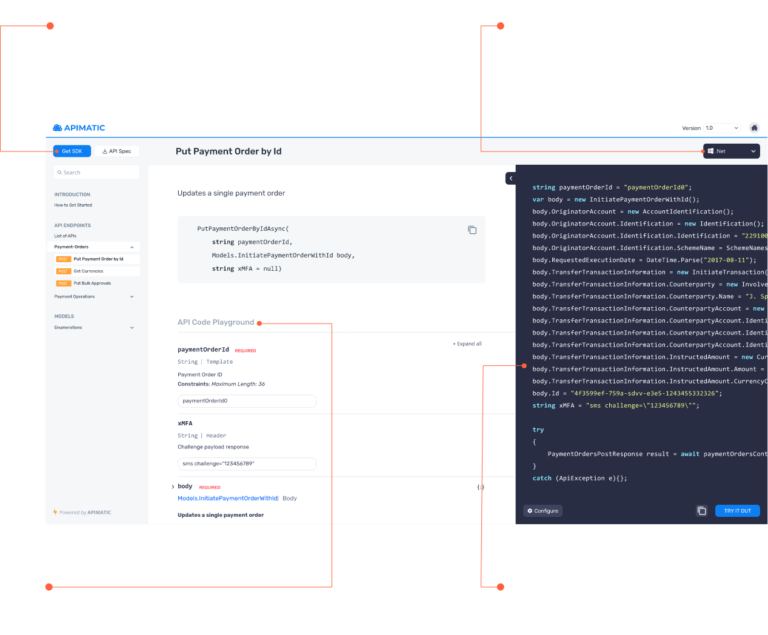 APIMATIC
Version 1.0
Get SDK
API Spec
Put Payment Order by Id
.Net
Search
INTRODUCTION
How to Get Started
API ENDPOINTS
List of APIs
Payment-Orders
POST Put Payment Order by Id
POST Get Currencies
POST Put Bulk Approvals
Payment Operations
MODELS
Enumerations
Powered by APIMATIC
Updates a single payment order
PutPaymentOrderByIdAsync(
string paymentOrderId,
Models.InitiatePaymentOrderWithId body,
string xMFA = null)
API Code Playground
+ Expand all
paymentOrderId REQUIRED
String | Template
Payment Order ID
Constraints: Maximum Length: 36
paymentOrderId0
xMFA
String | Header
Challenge payload response
sms challenge="123456789"
body REQUIRED
{}
Models.InitiatePaymentOrderWithId Body
Updates a single payment order
string paymentOrderId = "paymentOrderId0";
var body = new InitiatePaymentOrderWithId();
body.OriginatorAccount = new AccountIdentification();
body.OriginatorAccount.Identification = new Identification();
body.OriginatorAccount.Identification.Identification = "229100
body.OriginatorAccount.Identification.SchemeName = SchemeNames
body.RequestedExecutionDate = DateTime.Parse("2017-08-11");
body.TransferTransactionInformation = new InitiateTransaction(
body.TransferTransactionInformation.Counterparty = new Involve
body.TransferTransactionInformation.Counterparty.Name = "J. Sp
body.TransferTransactionInformation.CounterpartyAccount = new
body.TransferTransactionInformation.CounterpartyAccount.Identi
body.TransferTransactionInformation.CounterpartyAccount.Identi
body.TransferTransactionInformation.CounterpartyAccount.Identi
body.TransferTransactionInformation.InstructedAmount = new Cur
body.TransferTransactionInformation.InstructedAmount.Amount =
body.TransferTransactionInformation.InstructedAmount.CurrencyC
body.Id = "4f3599ef-759a-sdvv-e3e5-1243455332326";
string xMFA = "sms challenge=\"123456789\"";
try
{
PaymentOrdersPostResponse result = await paymentOrdersCont
}
catch (ApiException e){};
Configure
TRY IT OUT